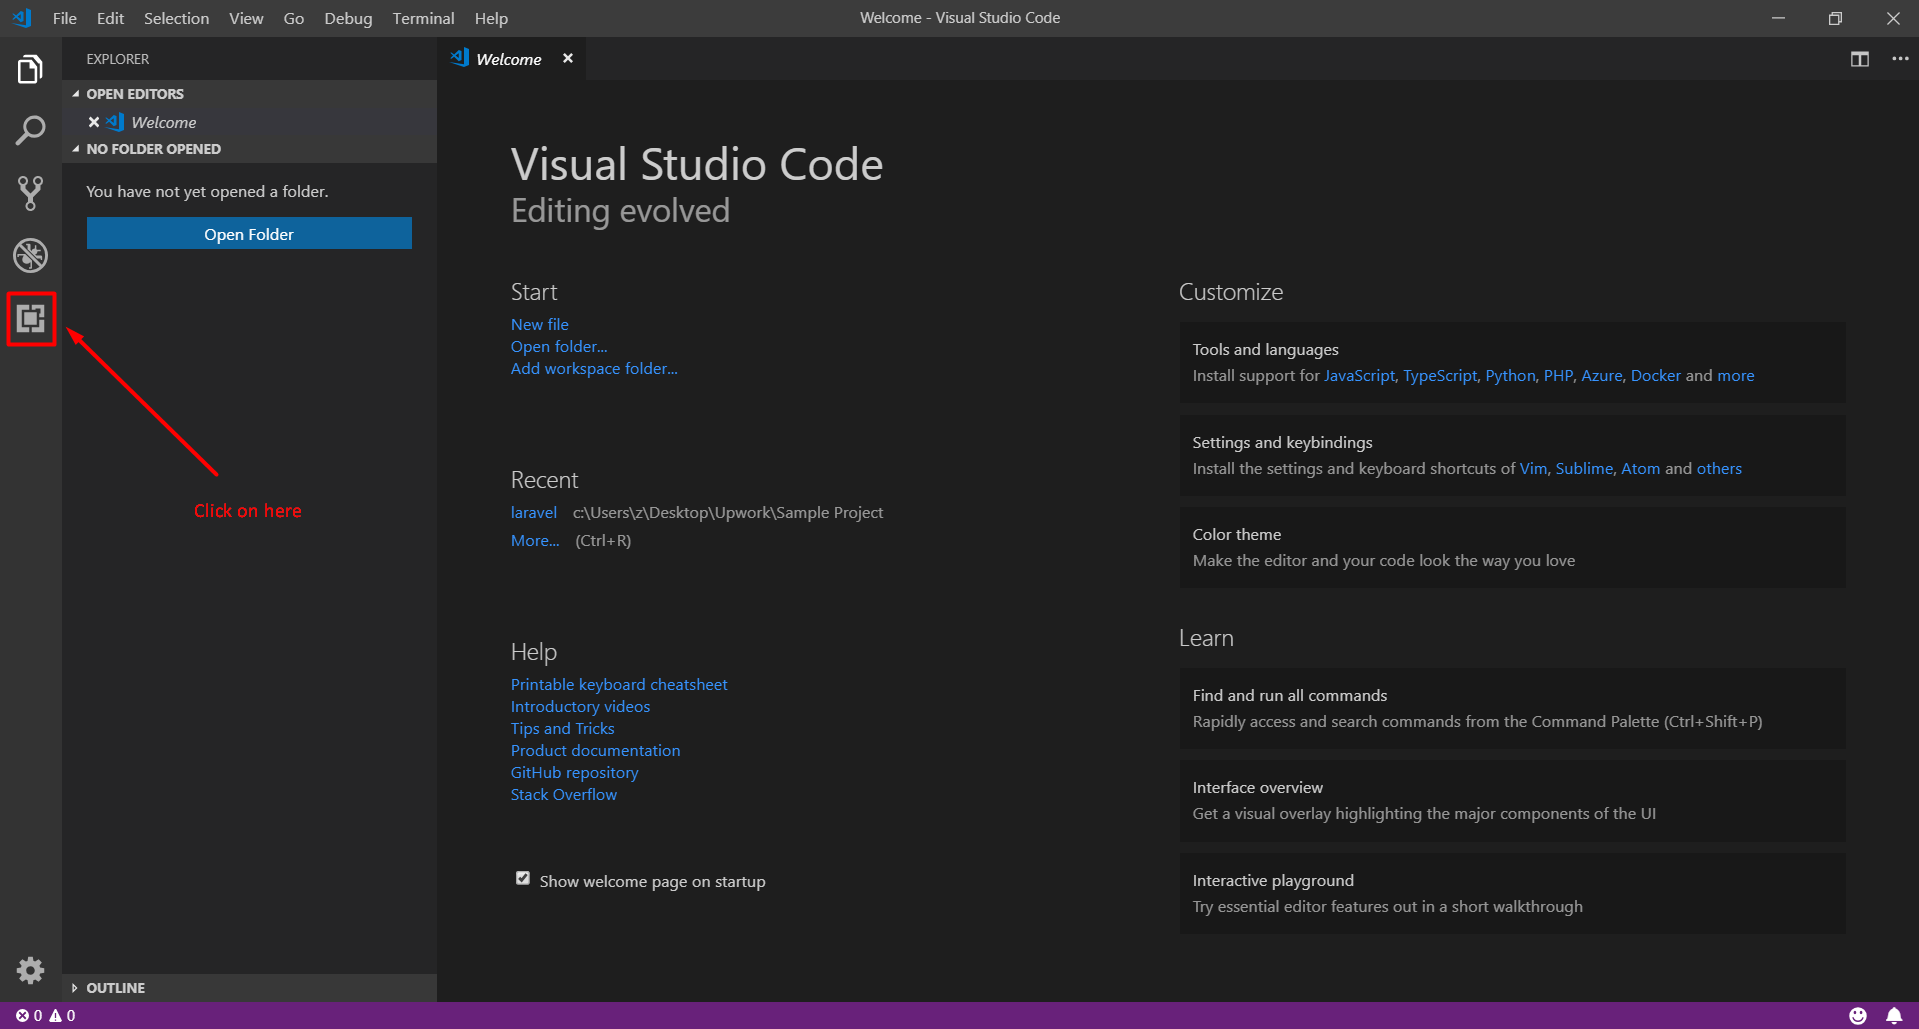 File Edit Selection View Go Debug Terminal Help
Welcome - Visual Studio Code
EXPLORER
OPEN EDITORS
Welcome
NO FOLDER OPENED
You have not yet opened a folder.
Open Folder
Click on here
OUTLINE
Welcome
Visual Studio Code
Editing evolved
Start
New file
Open folder...
Add workspace folder...
Recent
laravel c:\Users\z\Desktop\Upwork\Sample Project
More... (Ctrl+R)
Help
Printable keyboard cheatsheet
Introductory videos
Tips and Tricks
Product documentation
GitHub repository
Stack Overflow
Show welcome page on startup
Customize
Tools and languages
Install support for JavaScript, TypeScript, Python, PHP, Azure, Docker and more
Settings and keybindings
Install the settings and keyboard shortcuts of Vim, Sublime, Atom and others
Color theme
Make the editor and your code look the way you love
Learn
Find and run all commands
Rapidly access and search commands from the Command Palette (Ctrl+Shift+P)
Interface overview
Get a visual overlay highlighting the major components of the UI
Interactive playground
Try essential editor features out in a short walkthrough
0 0